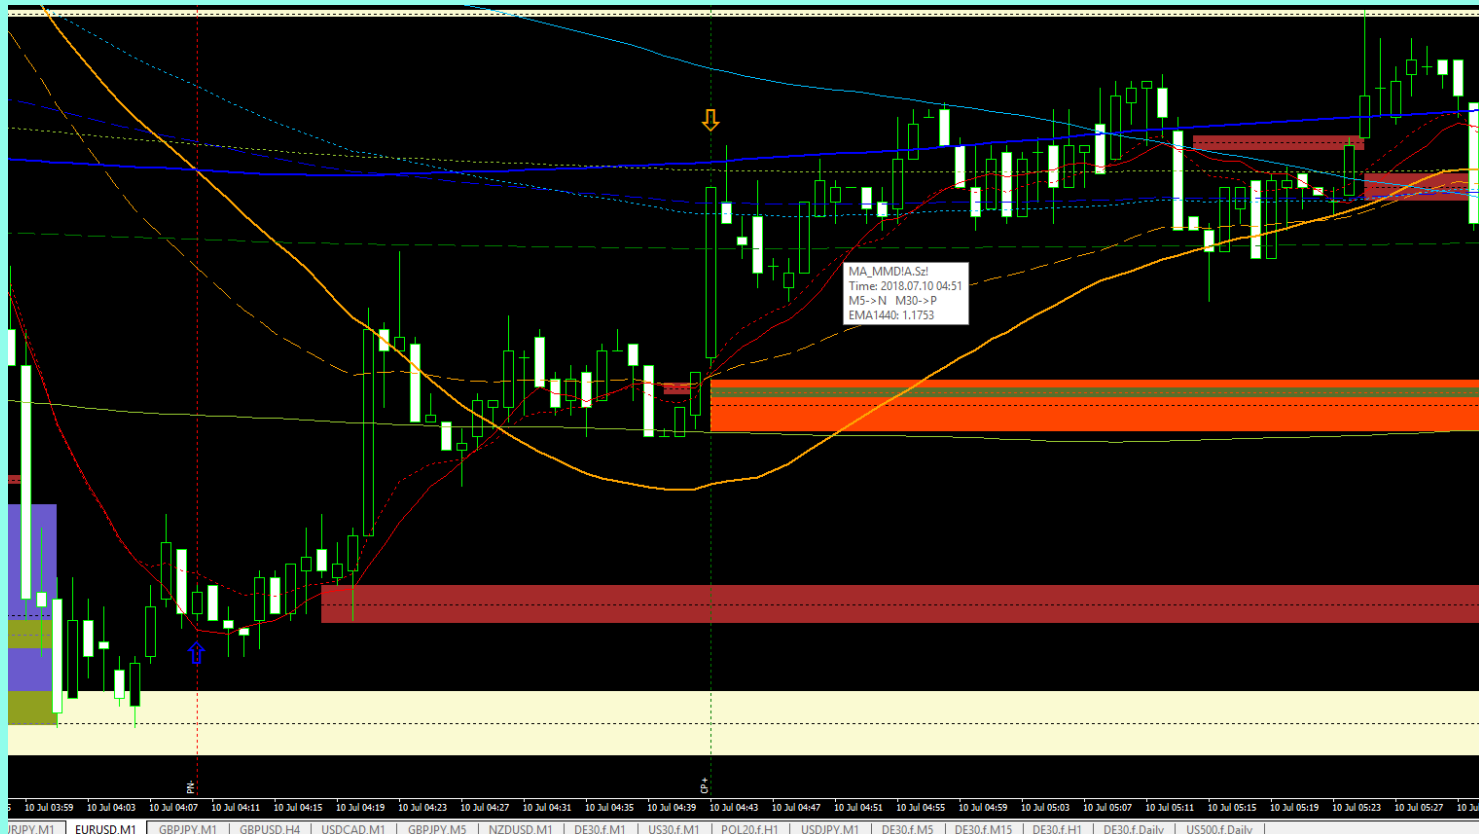 MA_MMD!A.Sz!
Time: 2018.07.10 04:51
M5->N M30->P
EMA1440: 1.1753
PN-
CP +
5 10 Jul 03:59 10 Jul 04:03 10 Jul 04:07 10 Jul 04:11 10 Jul 04:15 10 Jul 04:19 10 Jul 04:23 10 Jul 04:27 10 Jul 04:31 10 Jul 04:35 10 Jul 04:39 10 Jul 04:43 10 Jul 04:47 10 Jul 04:51 10 Jul 04:55 10 Jul 04:59 10 Jul 05:03 10 Jul 05:07 10 Jul 05:11 10 Jul 05:15 10 Jul 05:19 10 Jul 05:23 10 Jul 05:27 10 Jul 05:
URJPY.M1 EURUSD.M1 GBPJPY.M1 GBPUSD.H4 USDCAD.M1 GBPJPY.M5 NZDUSD.M1 DE30.f.M1 US30.f.M1 POL20.f.H1 USDJPY.M1 DE30.f.M5 DE30.f.M15 DE30.f.H1 DE30.f.Daily US500.f.Daily